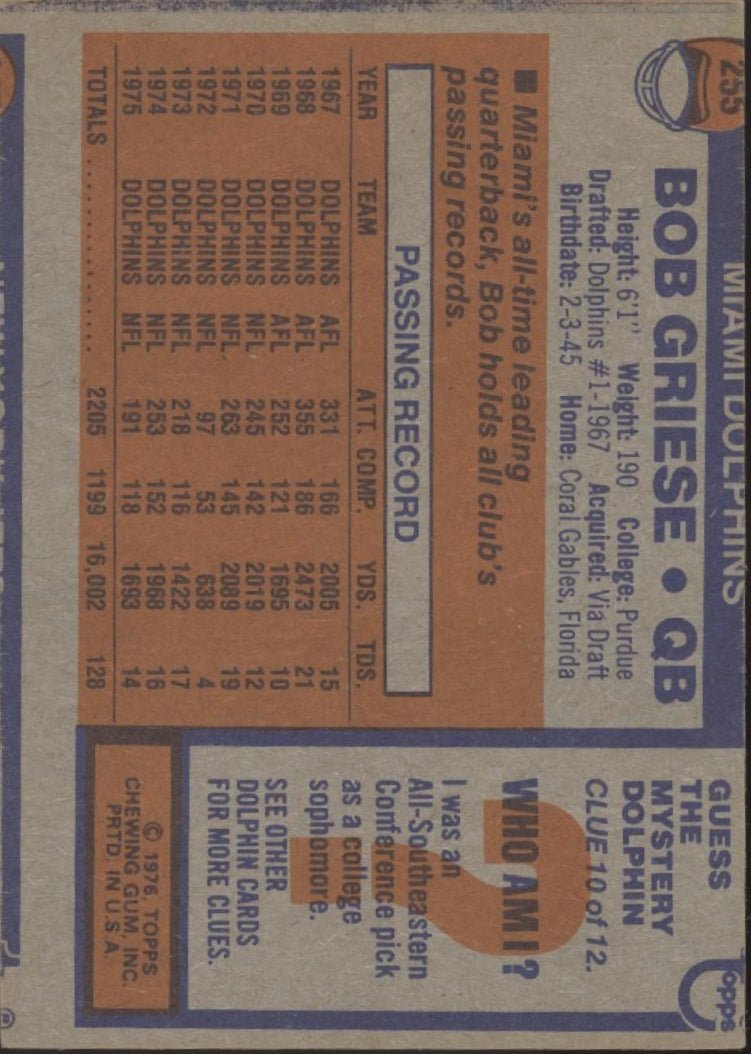 255
MIAMI DOLPHINS
BOB GRIESE • QB
Height: 6'1" Weight: 190 College: Purdue
Drafted: Dolphins #1-1967 Acquired: Via Draft
Birthdate: 2-3-45 Home: Coral Gables, Florida
■ Miami's all-time leading
quarterback, Bob holds all club's
passing records.
PASSING RECORD
YEAR TEAM ATT. COMP. YDS. TDS.
1967 DOLPHINS AFL 331 166 2005 15
1968 DOLPHINS AFL 355 186 2473 21
1969 DOLPHINS AFL 252 121 1695 10
1970 DOLPHINS NFL 245 142 2019 12
1971 DOLPHINS NFL 263 145 2089 19
1972 DOLPHINS NFL 97 53 638 4
1973 DOLPHINS NFL 218 116 1422 17
1974 DOLPHINS NFL 253 152 1968 16
1975 DOLPHINS NFL 191 118 1693 14
TOTALS .................. 2205 1199 16,002 128
Topps
GUESS
THE
MYSTERY
DOLPHIN
CLUE 10 of 12.
?
WHO AM I?
I was an
All-Southeastern
Conference pick
as a college
sophomore.
SEE OTHER
DOLPHIN CARDS
FOR MORE CLUES.
© 1976, TOPPS
CHEWING GUM, INC.
PRTD. IN U.S.A.
®